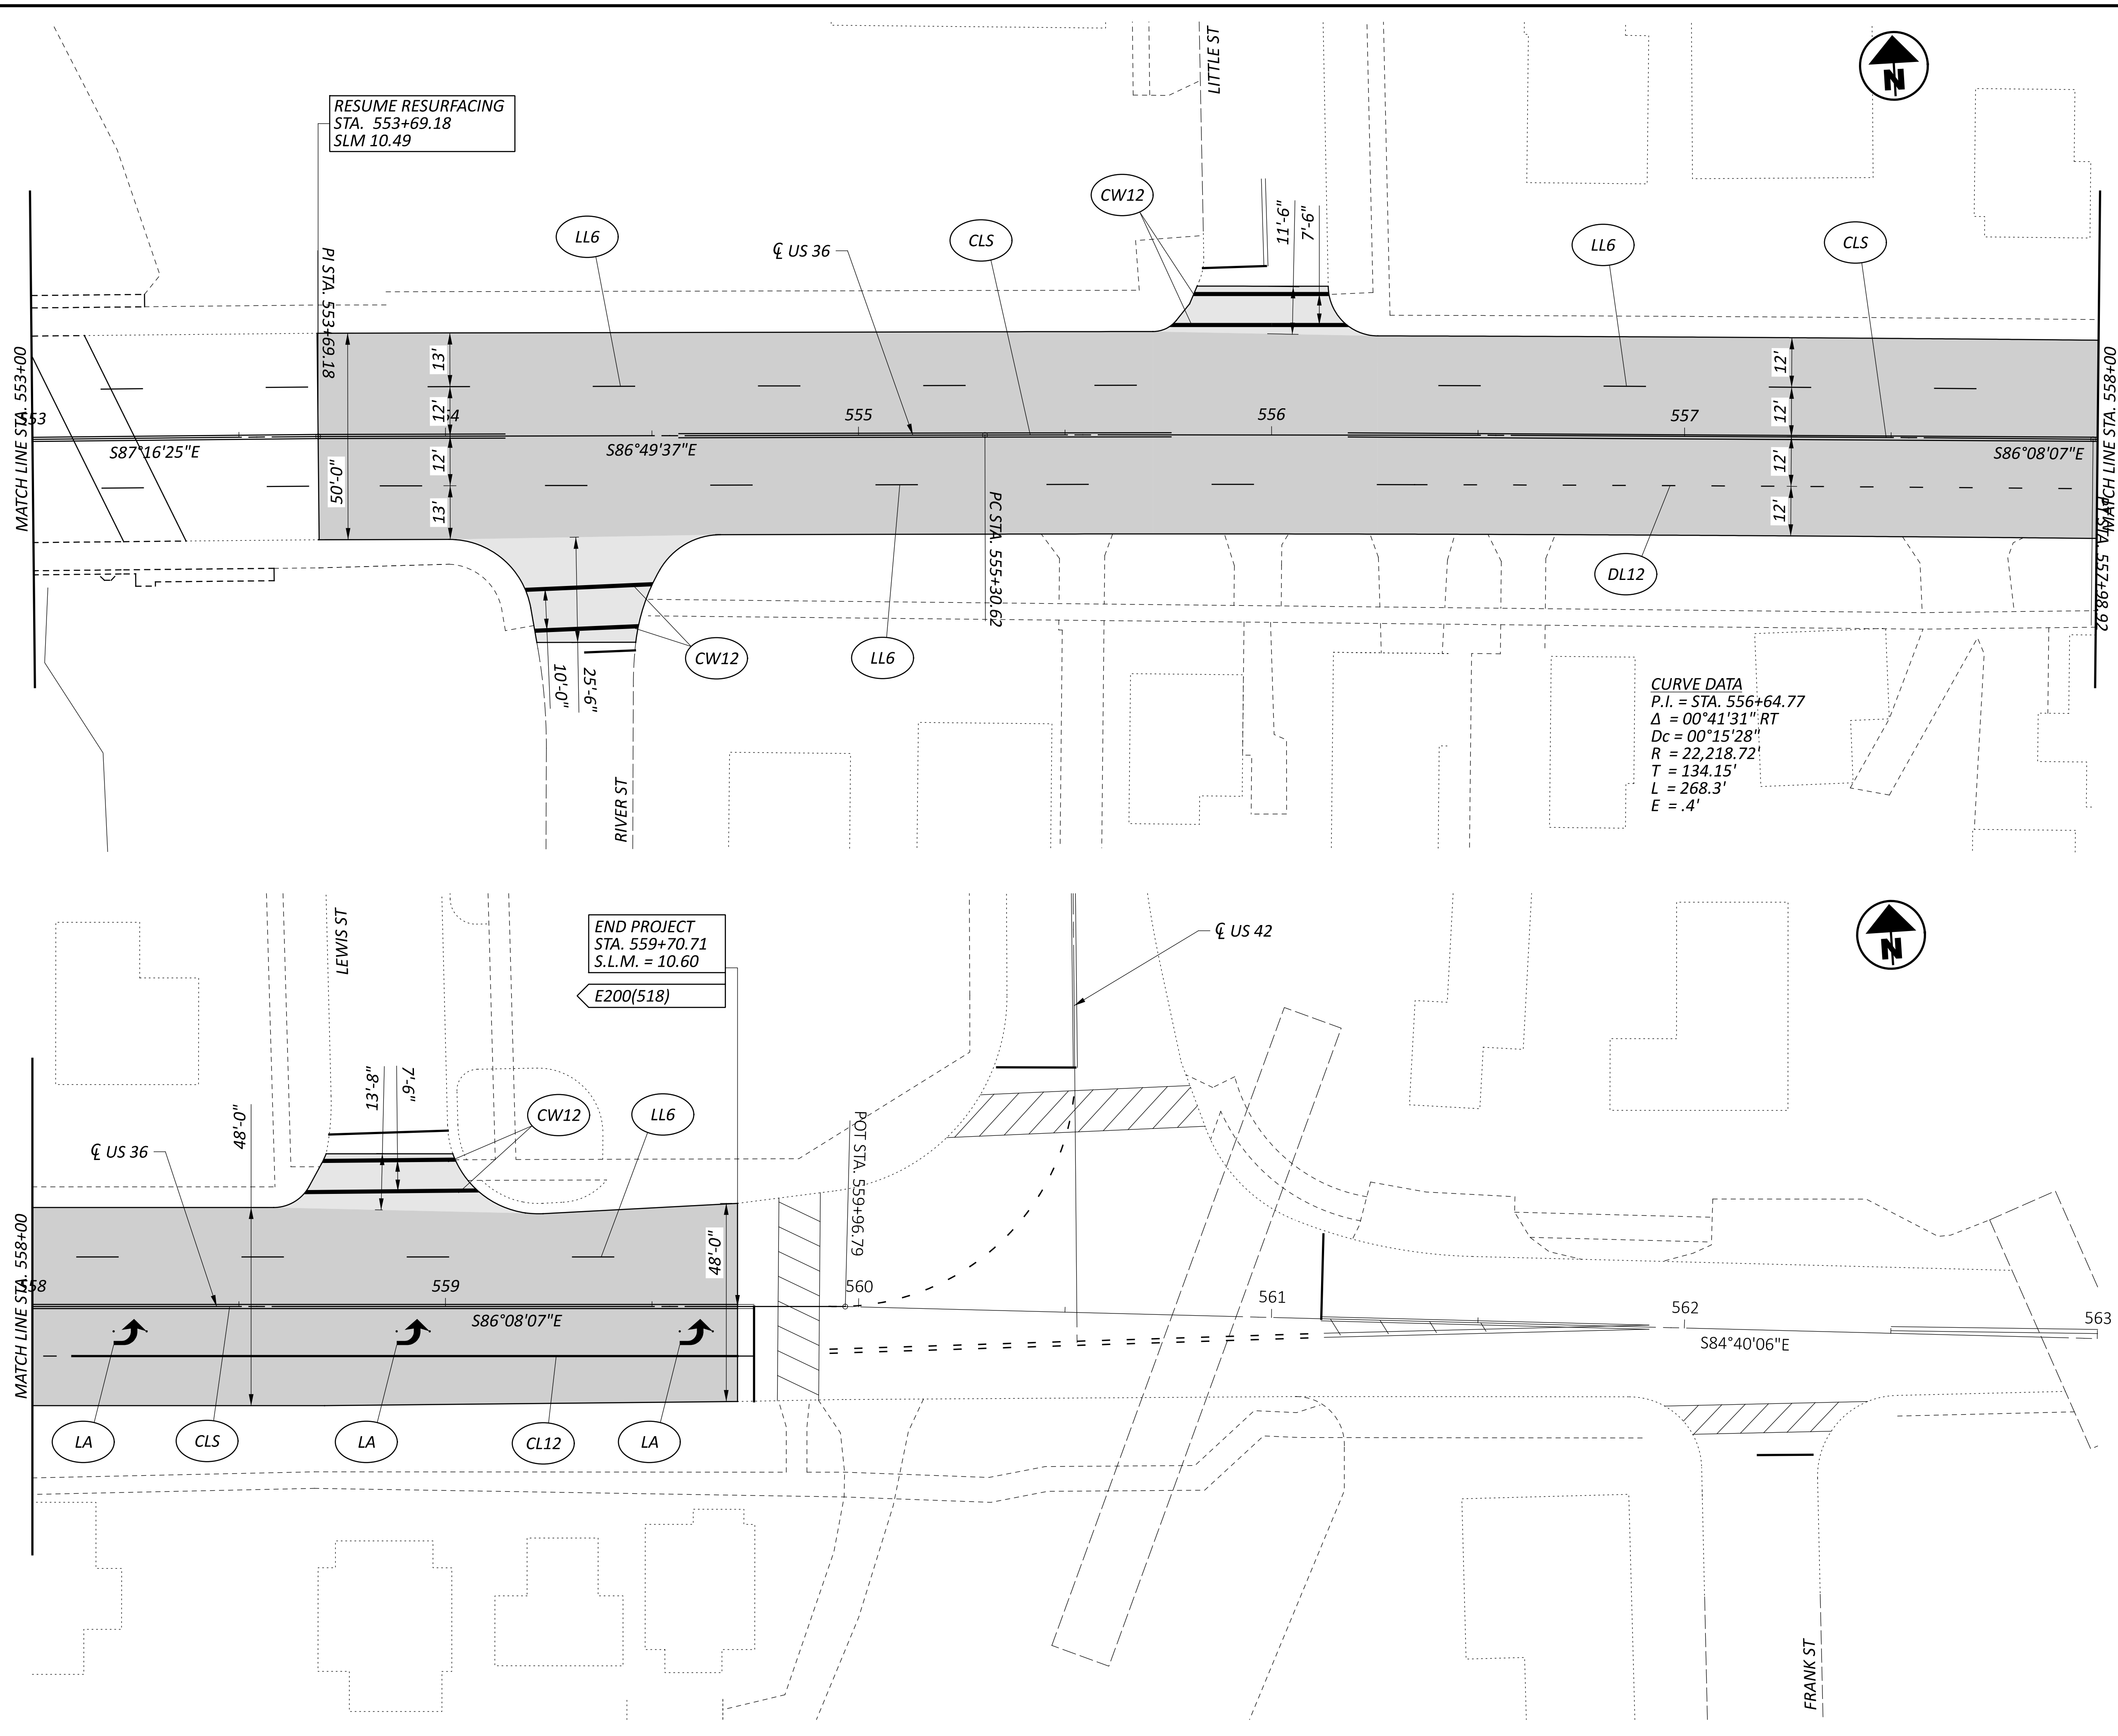 LITTLE ST
N
RESUME RESURFACING
STA. 553+69.18
SLM 10.49
CW12
11'-6"
7'-6"
LL6
℄ US 36
CLS
LL6
CLS
PI STA. 553+69.18
MATCH LINE STA. 553+00
MATCH LINE STA. 558+00
13'
12'
12'
13'
50'-0"
12'
12'
12'
12'
553
554
555
556
557
S87°16'25"E
S86°49'37"E
S86°08'07"E
PC STA. 555+30.62
PT STA. 557+98.92
DL12
CW12
LL6
10'-0"
25'-6"
RIVER ST
CURVE DATA
P.I. = STA. 556+64.77
Δ = 00°41'31" RT
Dc = 00°15'28"
R = 22,218.72'
T = 134.15'
L = 268.3'
E = .4'
LEWIS ST
END PROJECT
STA. 559+70.71
S.L.M. = 10.60
E200(518)
℄ US 42
N
13'-8"
7'-6"
48'-0"
CW12
LL6
℄ US 36
POT STA. 559+96.79
MATCH LINE STA. 558+00
48'-0"
558
559
560
561
562
563
S86°08'07"E
S84°40'06"E
LA
CLS
LA
CL12
LA
FRANK ST